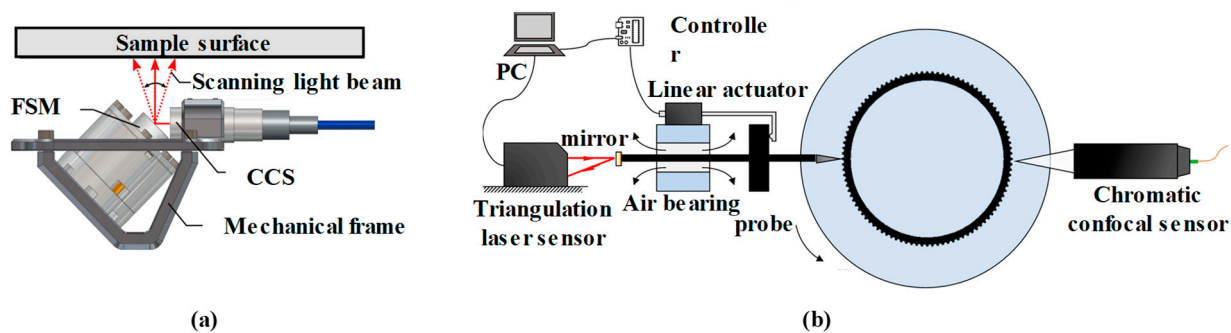 Sample surface
Scanning light beam
FSM
CCS
Mechanical frame
(a)
PC
Controlle
r
Linear actuator
mirror
Air bearing
Triangulation
laser sensor
probe
Chromatic
confocal sensor
(b)